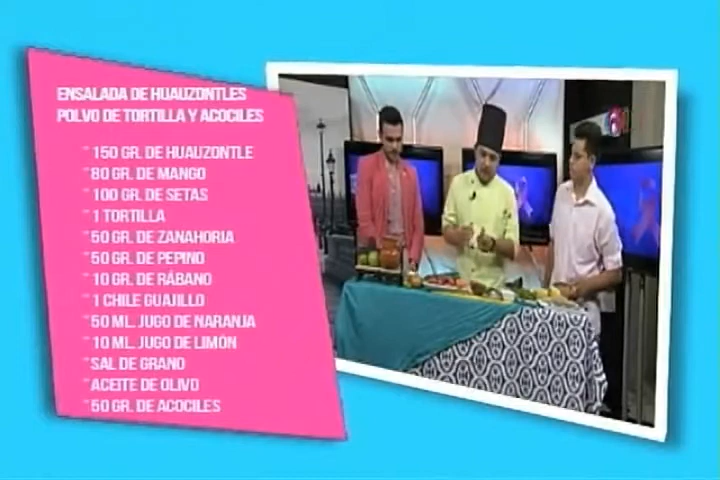 ENSALADA DE HUAUZONTLES
POLVO DE TORTILLA Y ACOCILES
* 150 GR. DE HUAUZONTLE
* 80 GR. DE MANGO
* 100 GR. DE SETAS
* 1 TORTILLA
* 50 GR. DE ZANAHORIA
* 50 GR. DE PEPINO
* 10 GR. DE RÁBANO
* 1 CHILE GUAJILLO
* 50 ML. JUGO DE NARANJA
* 10 ML. JUGO DE LIMÓN
* SAL DE GRANO
* ACEITE DE OLIVO
* 50 GR. DE ACOCILES